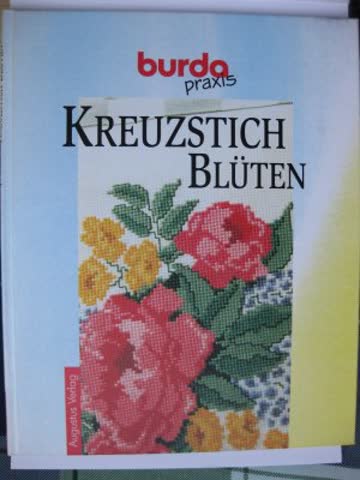 burda
praxis
KREUZSTICH
BLÜTEN
Augustus Verlag